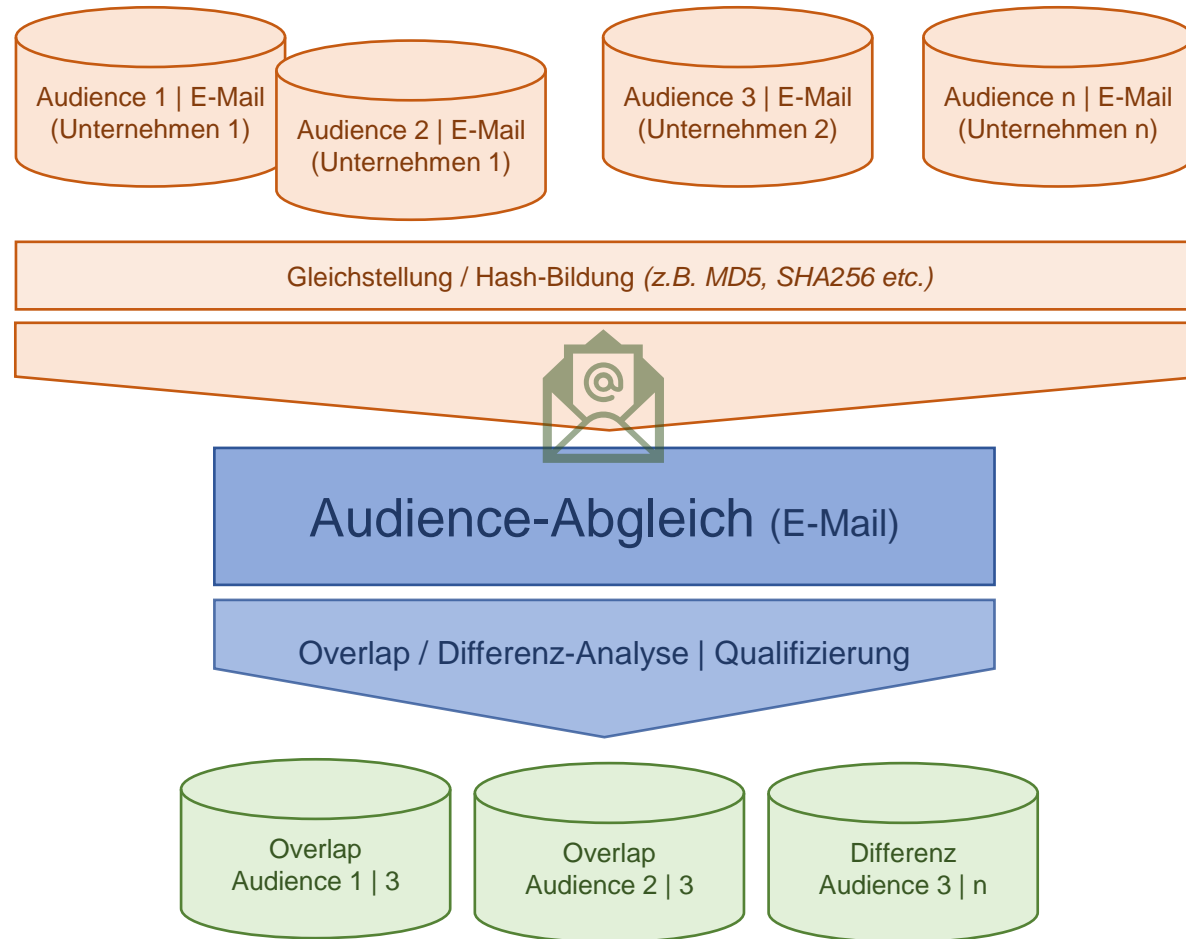 Audience 1 | E-Mail
(Unternehmen 1)
Audience 2 | E-Mail
(Unternehmen 1)
Audience 3 | E-Mail
(Unternehmen 2)
Audience n | E-Mail
(Unternehmen n)
Gleichstellung / Hash-Bildung (z.B. MD5, SHA256 etc.)
@
Audience-Abgleich (E-Mail)
Overlap / Differenz-Analyse | Qualifizierung
Overlap
Audience 1 | 3
Overlap
Audience 2 | 3
Differenz
Audience 3 | n